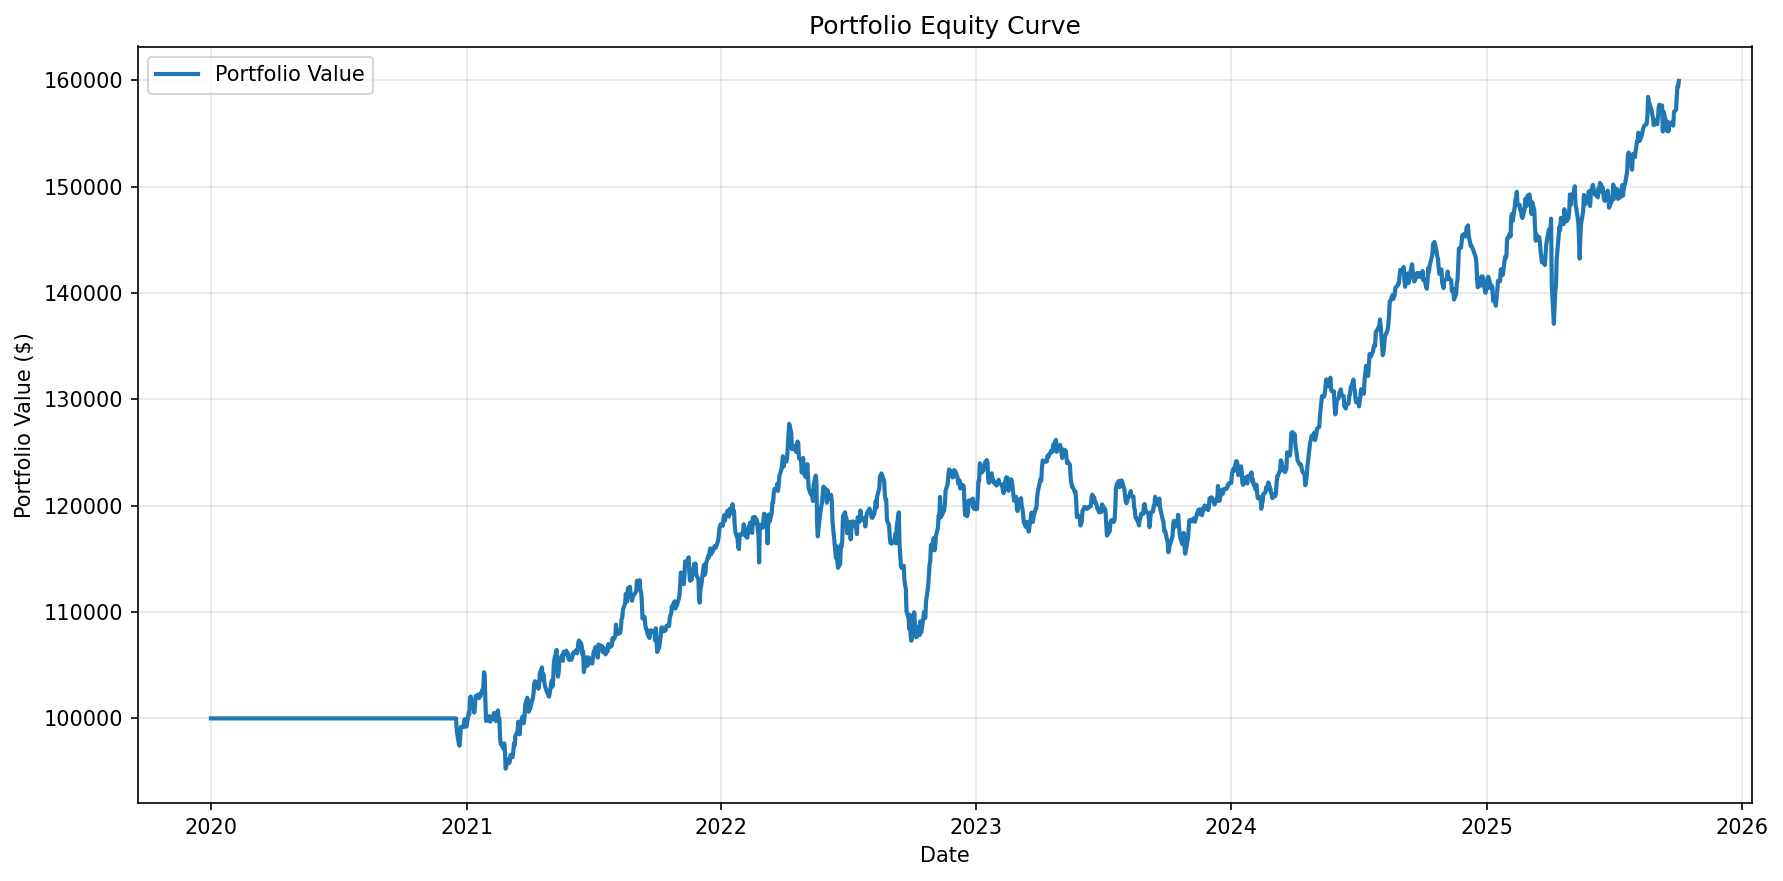 Portfolio Equity Curve
Portfolio Value
160000
150000
140000
130000
120000
110000
100000
Portfolio Value ($)
2020 2021 2022 2023 2024 2025 2026
Date